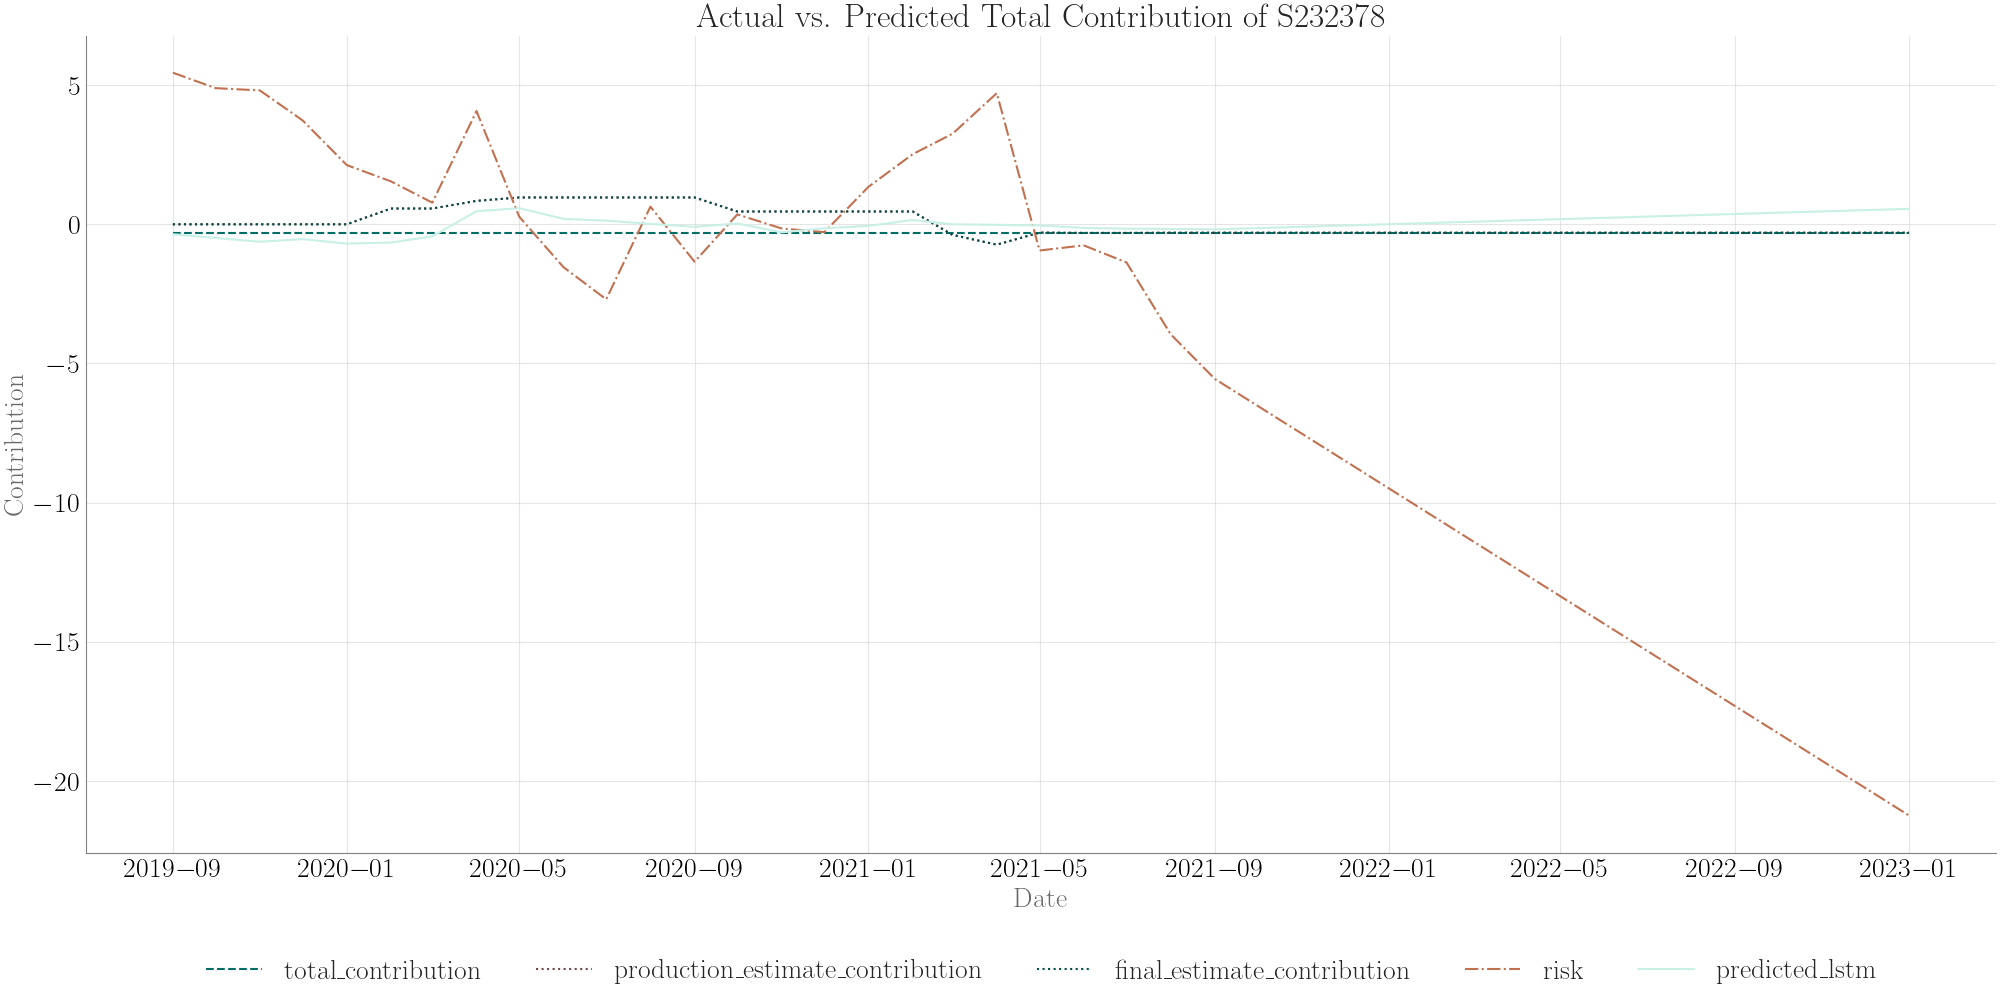 Actual vs. Predicted Total Contribution of S232378
5
0
−5
−10
−15
−20
Contribution
2019−09 2020−01 2020−05 2020−09 2021−01 2021−05 2021−09 2022−01 2022−05 2022−09 2023−01
Date
total_contribution production_estimate_contribution final_estimate_contribution risk predicted_lstm